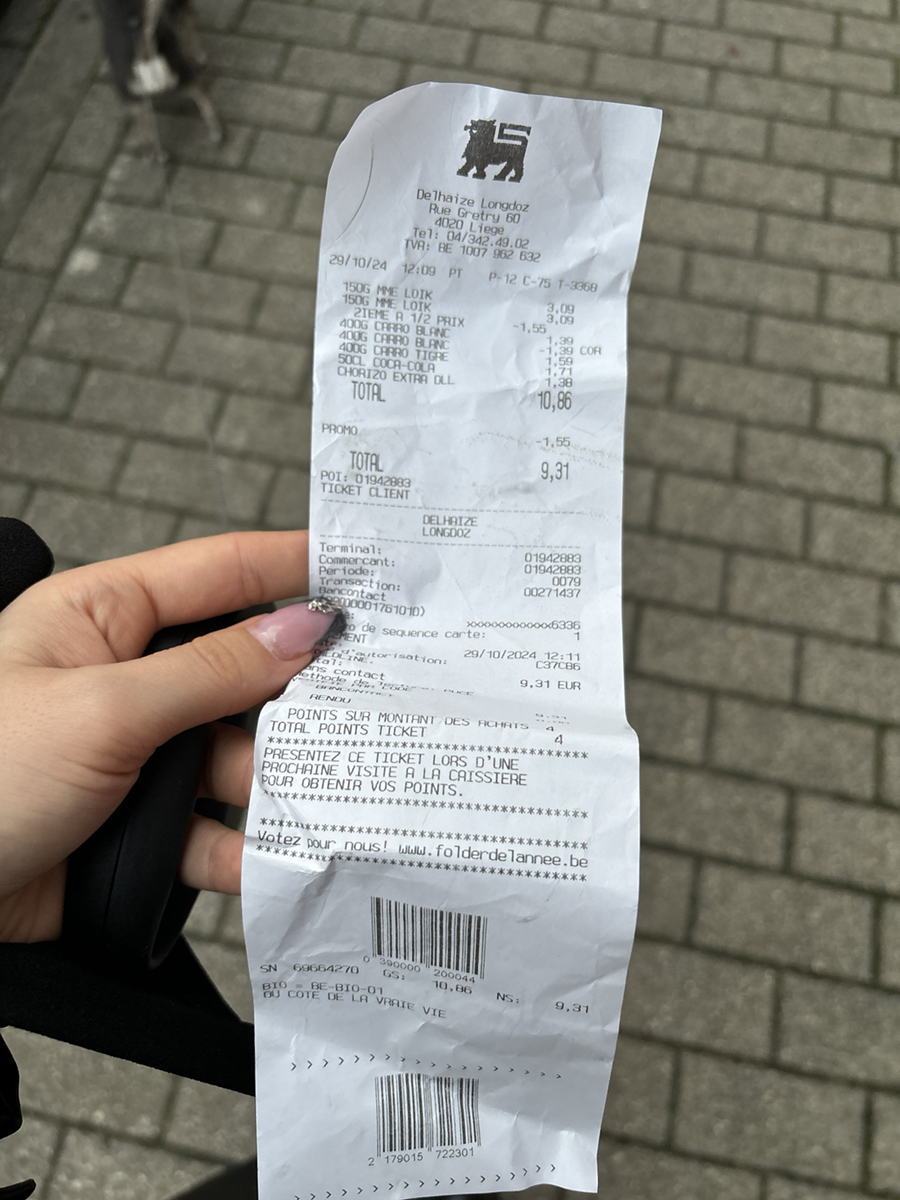 Delhaize Longdoz
Rue Gretry 60
4020 Liege
Tel: 04/342.49.02
TVA: BE 1007 962 632
29/10/24 12:09 PT P-12 C-75 T-3368
150G MME LOIK 3,09
150G MME LOIK 3,09
2IEME A 1/2 PRIX -1,55
400G CARRO BLANC 1,39
400G CARRO BLANC -1,39 COR
400G CARRO TIGRE 1,59
50CL COCA-COLA 1,71
CHORIZO EXTRA DLL 1,38
TOTAL 10,86
PROMO -1,55
TOTAL 9,31
POI: 01942883
TICKET CLIENT
DELHAIZE
LONGDOZ
Terminal: 01942883
Commercant: 01942883
Periode: 0079
Transaction: 00271437
Bancontact
xxxxxxxxxxxx6336
de sequence carte: 1
29/10/2024 12:11
d'autorisation: C37CB6
9,31 EUR
contact
RENDU
POINTS SUR MONTANT DES ACHATS 4
TOTAL POINTS TICKET 4
**********************************
PRESENTEZ CE TICKET LORS D'UNE
PROCHAINE VISITE A LA CAISSIERE
POUR OBTENIR VOS POINTS.
**********************************
**********************************
Votez pour nous! www.folderdelannee.be
**********************************
0 390000 200044
SN 69664270 GS: 10,86 NS: 9,31
BIO = BE-BIO-01
DU COTE DE LA VRAIE VIE
> > > > > > > > > > > > > > > > >
2 179015 722301
> > > > > > > > > > > > > > > > >